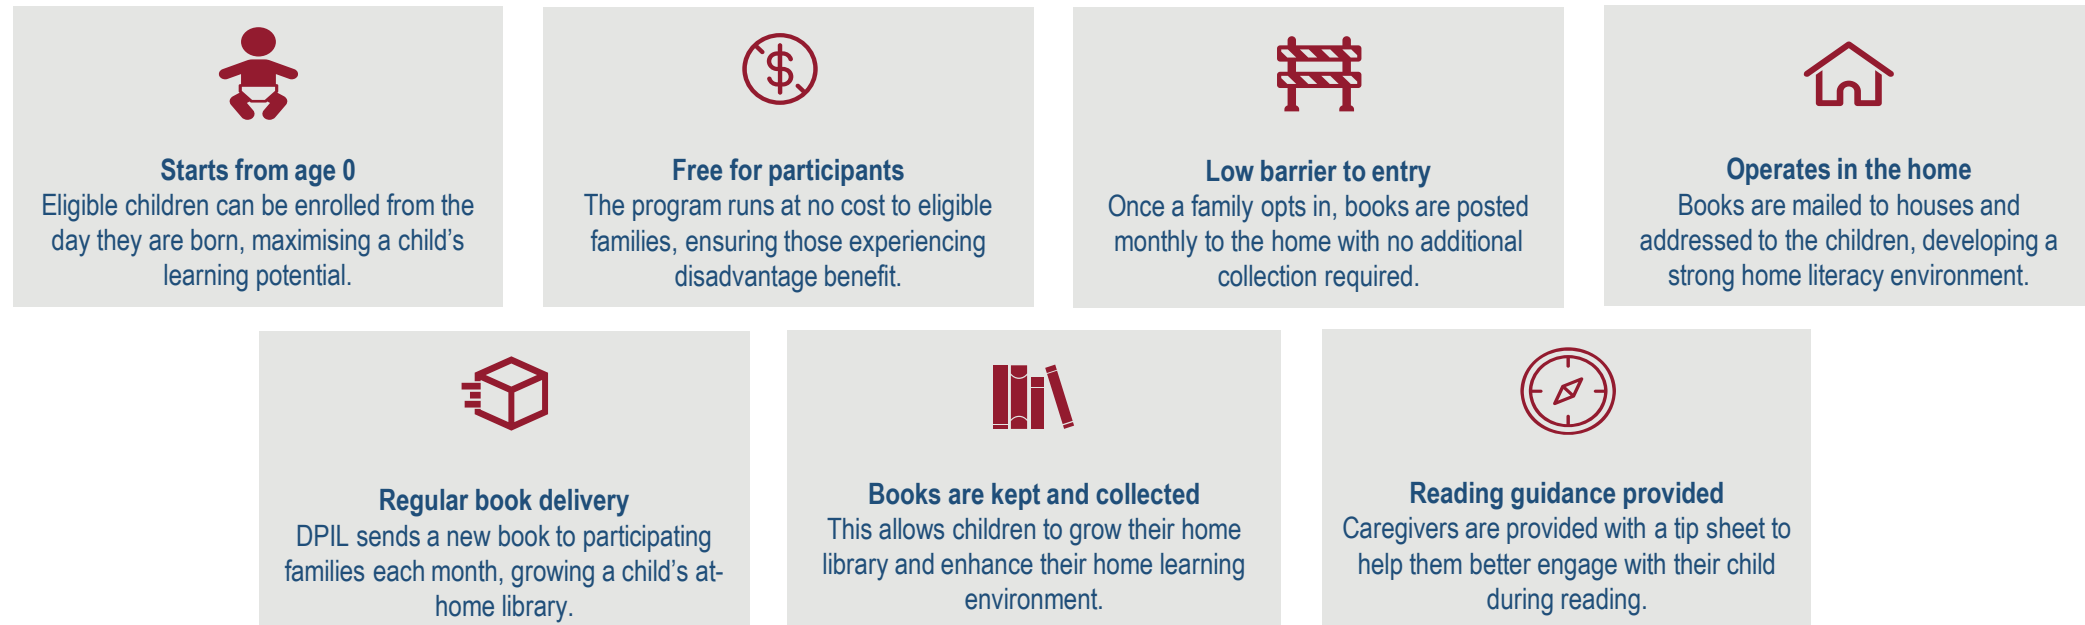 Starts from age 0
Eligible children can be enrolled from the
day they are born, maximising a child’s
learning potential.
Free for participants
The program runs at no cost to eligible
families, ensuring those experiencing
disadvantage benefit.
Low barrier to entry
Once a family opts in, books are posted
monthly to the home with no additional
collection required.
Operates in the home
Books are mailed to houses and
addressed to the children, developing a
strong home literacy environment.
Regular book delivery
DPIL sends a new book to participating
families each month, growing a child’s at-
home library.
Books are kept and collected
This allows children to grow their home
library and enhance their home learning
environment.
Reading guidance provided
Caregivers are provided with a tip sheet to
help them better engage with their child
during reading.